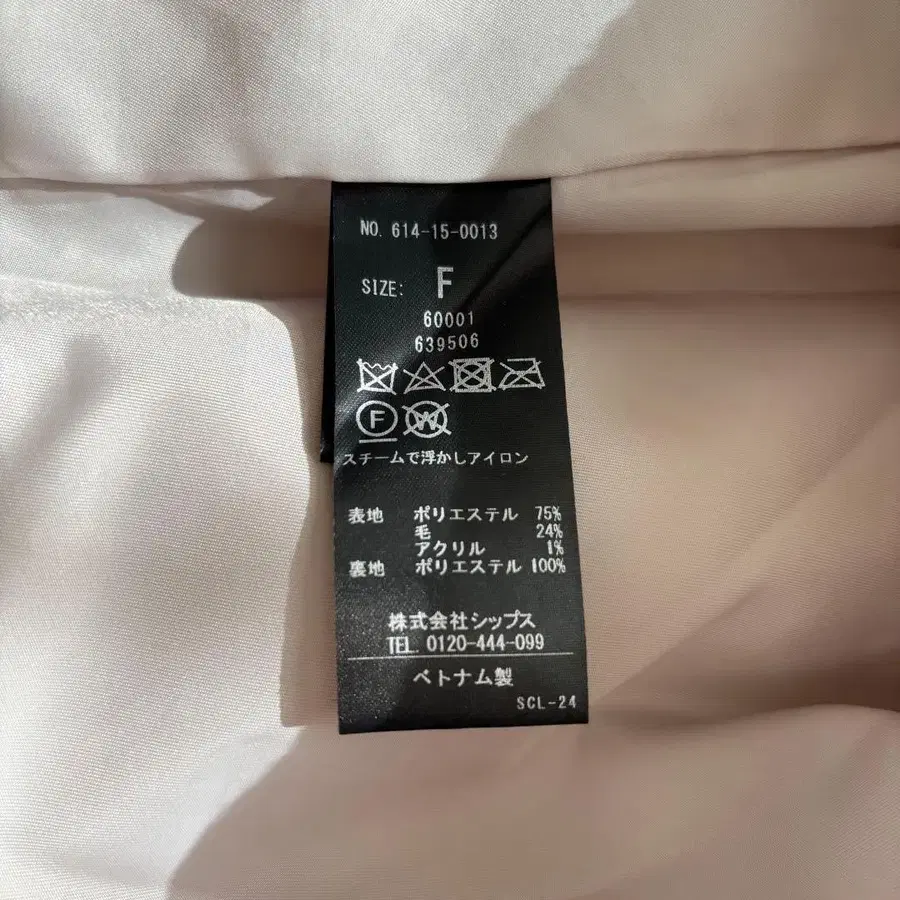 NO. 614-15-0013
SIZE: F
60001
639506
F W
スチームで浮かしアイロン
表地 ポリエステル 75%
毛 24%
アクリル 1%
裏地 ポリエステル 100%
株式会社シップス
TEL. 0120-444-099
ベトナム製
SCL-24